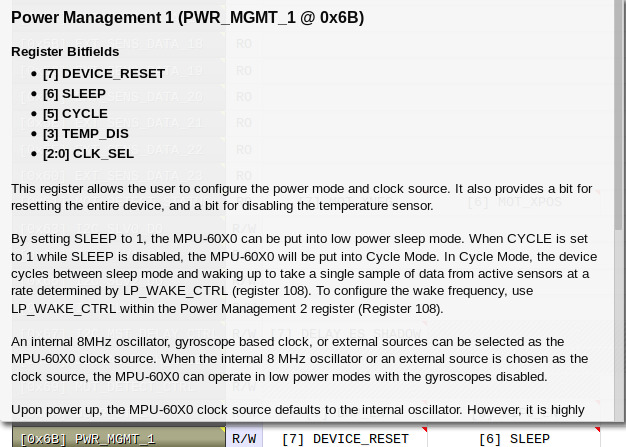 Power Management 1 (PWR_MGMT_1 @ 0x6B)
Register Bitfields
• [7] DEVICE_RESET
• [6] SLEEP
• [5] CYCLE
• [3] TEMP_DIS
• [2:0] CLK_SEL
This register allows the user to configure the power mode and clock source. It also provides a bit for
resetting the entire device, and a bit for disabling the temperature sensor.
By setting SLEEP to 1, the MPU-60X0 can be put into low power sleep mode. When CYCLE is set
to 1 while SLEEP is disabled, the MPU-60X0 will be put into Cycle Mode. In Cycle Mode, the device
cycles between sleep mode and waking up to take a single sample of data from active sensors at a
rate determined by LP_WAKE_CTRL (register 108). To configure the wake frequency, use
LP_WAKE_CTRL within the Power Management 2 register (Register 108).
An internal 8MHz oscillator, gyroscope based clock, or external sources can be selected as the
MPU-60X0 clock source. When the internal 8 MHz oscillator or an external source is chosen as the
clock source, the MPU-60X0 can operate in low power modes with the gyroscopes disabled.
Upon power up, the MPU-60X0 clock source defaults to the internal oscillator. However, it is highly
[0x6B] PWR_MGMT_1 R/W [7] DEVICE_RESET [6] SLEEP